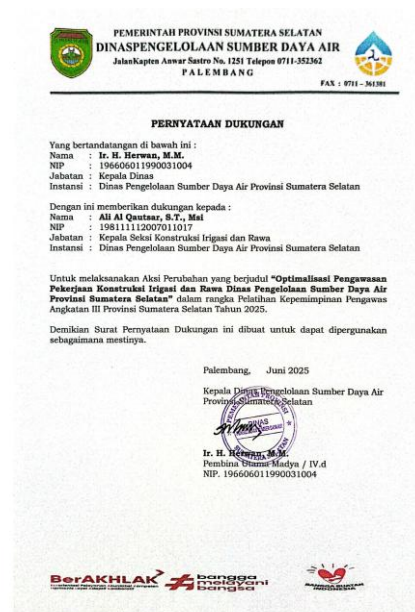 PEMERINTAH PROVINSI SUMATERA SELATAN
DINASPENGELOLAAN SUMBER DAYA AIR
JalanKapten Anwar Sastro No. 1251 Telepon 0711-352362
PALEMBANG
FAX : 0711 - 361381
PERNYATAAN DUKUNGAN
Yang bertandatangan di bawah ini :
Nama : Ir. H. Herwan, M.M.
NIP : 196606011990031004
Jabatan : Kepala Dinas
Instansi : Dinas Pengelolaan Sumber Daya Air Provinsi Sumatera Selatan
Dengan ini memberikan dukungan kepada :
Nama : Ali Al Qautsar, S.T., Msi
NIP : 198111112007011017
Jabatan : Kepala Seksi Konstruksi Irigasi dan Rawa
Instansi : Dinas Pengelolaan Sumber Daya Air Provinsi Sumatera Selatan
Untuk melaksanakan Aksi Perubahan yang berjudul “Optimalisasi Pengawasan
Pekerjaan Konstruksi Irigasi dan Rawa Dinas Pengelolaan Sumber Daya Air
Provinsi Sumatera Selatan” dalam rangka Pelatihan Kepemimpinan Pengawas
Angkatan III Provinsi Sumatera Selatan Tahun 2025.
Demikian Surat Pernyataan Dukungan ini dibuat untuk dapat dipergunakan
sebagaimana mestinya.
Palembang, Juni 2025
Kepala Dinas Pengelolaan Sumber Daya Air
Provinsi Sumatera Selatan
Ir. H. Herwan, M.M.
Pembina Utama Madya / IV.d
NIP. 196606011990031004
BerAKHLAK
bangga
melayani
bangsa